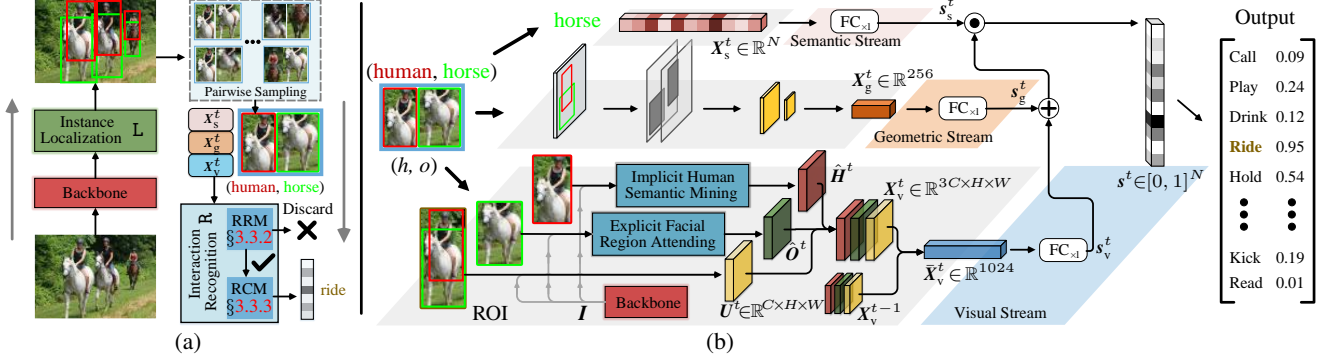 Pairwise Sampling
Instance
Localization L
X_s^t
X_g^t
X_v^t
(human, horse)
Backbone
Interaction
Recognition R
RRM
§3.3.2
Discard
RCM
§3.3.3
ride
(a)
horse
X_s^t ∈ ℝ^N
FC×1
Semantic Stream
s_s^t
(human, horse)
(h, o)
X_g^t ∈ ℝ^256
FC×1
s_g^t
Geometric Stream
Implicit Human
Semantic Mining
Ĥ^t
X_v^t ∈ ℝ^{3C×H×W}
Explicit Facial
Region Attending
Ô^t
ROI
I
Backbone
U^t ∈ ℝ^{C×H×W}
X_v^{t−1}
X̄_v^t ∈ ℝ^1024
FC×1
s_v^t
Visual Stream
(b)
s^t ∈ [0, 1]^N
Output
Call 0.09
Play 0.24
Drink 0.12
Ride 0.95
Hold 0.54
Kick 0.19
Read 0.01